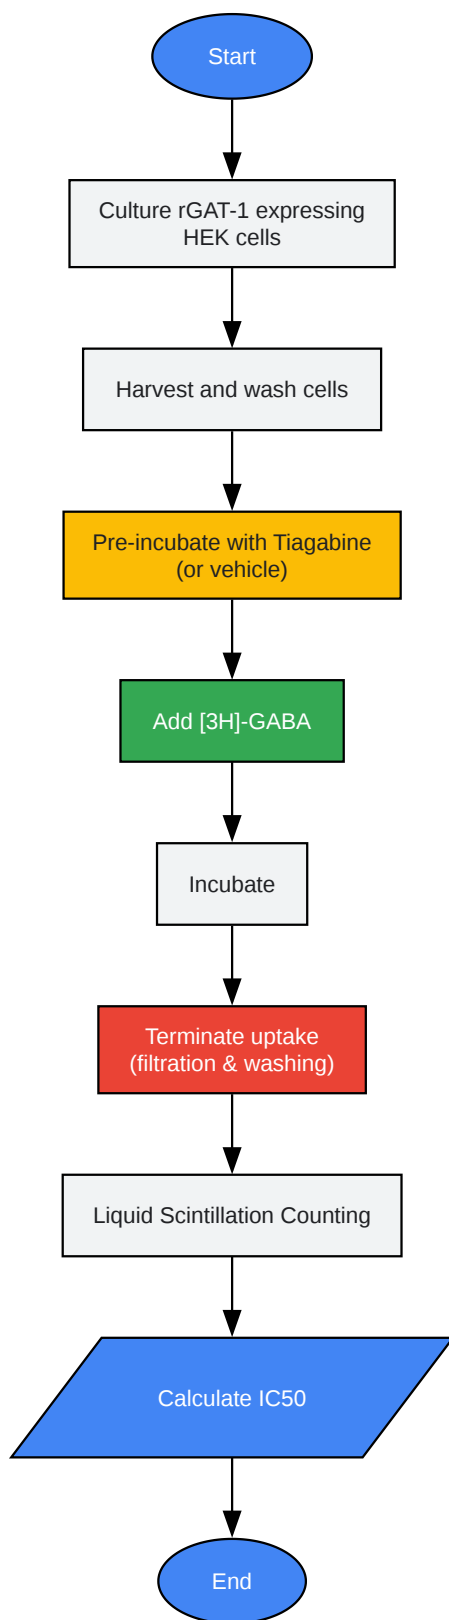 Start
Culture rGAT-1 expressing
HEK cells
Harvest and wash cells
Pre-incubate with Tiagabine
(or vehicle)
Add [3H]-GABA
Incubate
Terminate uptake
(filtration & washing)
Liquid Scintillation Counting
Calculate IC50
End